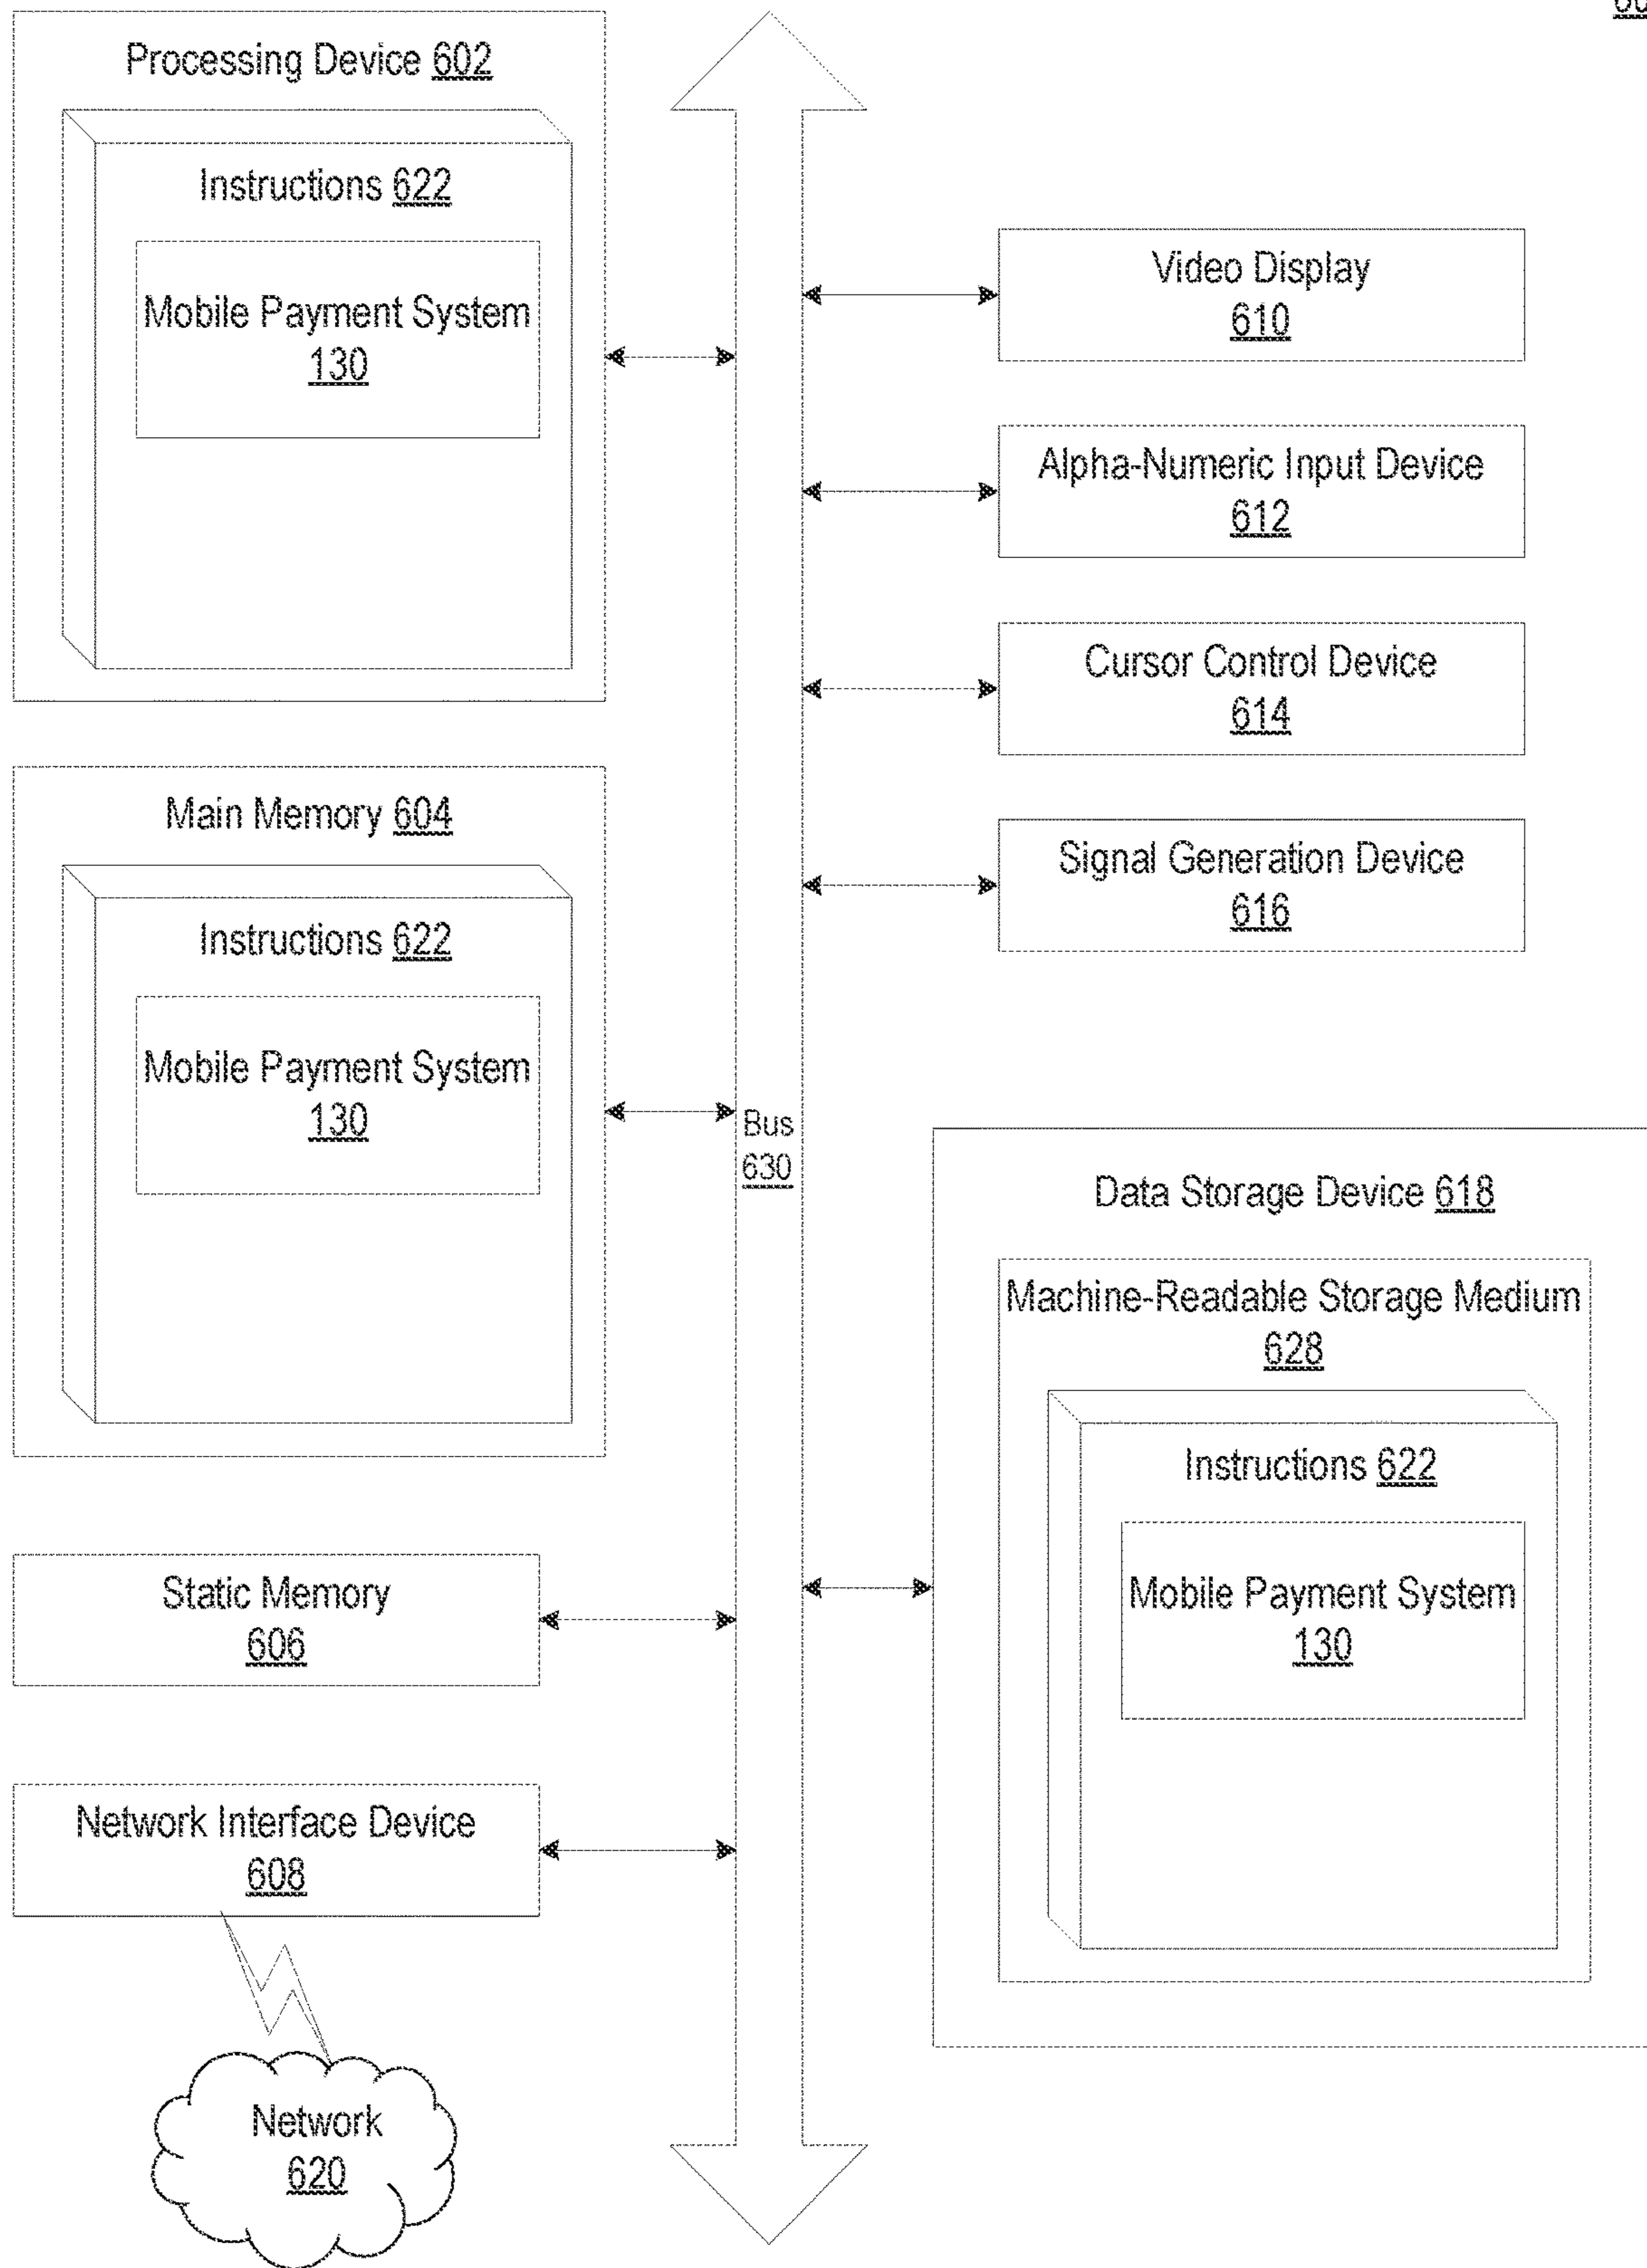 Processing Device 602
Instructions 622
Mobile Payment System
130
Main Memory 604
Instructions 622
Mobile Payment System
130
Static Memory
606
Network Interface Device
608
Network
620
Bus
630
Video Display
610
Alpha-Numeric Input Device
612
Cursor Control Device
614
Signal Generation Device
616
Data Storage Device 618
Machine-Readable Storage Medium
628
Instructions 622
Mobile Payment System
130